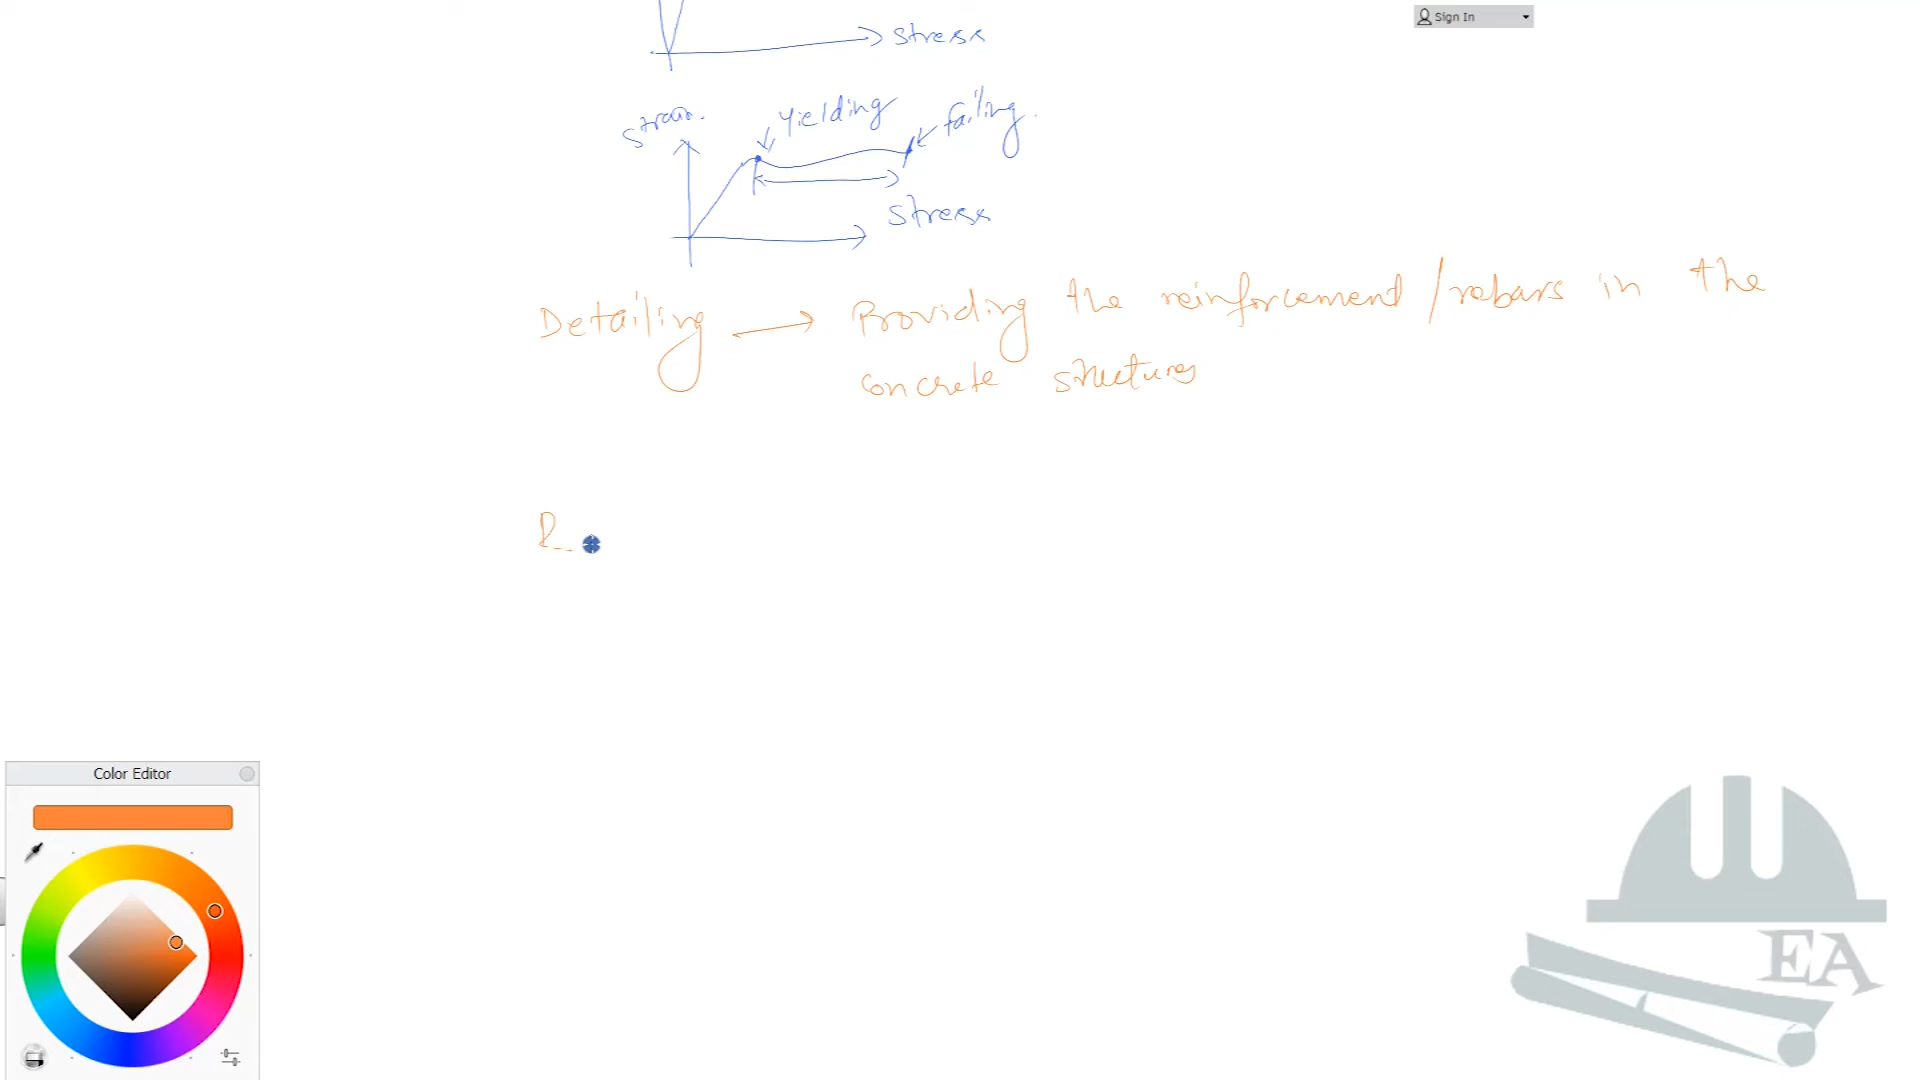 Sign In
stress
strain.
yielding
failing.
stress
Detailing → Providing the reinforcement/rebars in the
concrete structures
R
Color Editor
EA